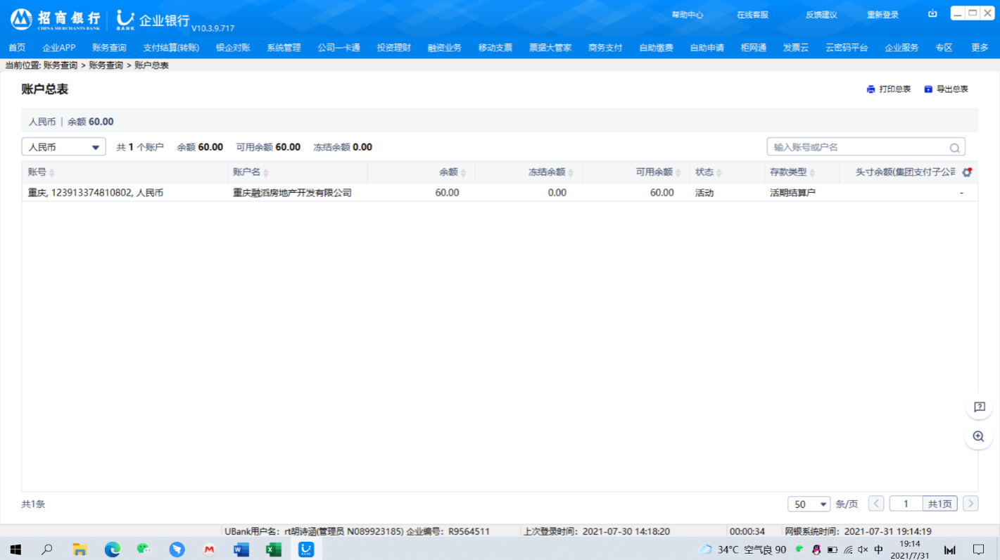 招商银行 CHINA MERCHANTS BANK U BANK 企业银行 V10.3.9.717 帮助中心 在线客服 反馈建议 重新登录
首页 企业APP 账务查询 支付结算(转账) 银企对账 系统管理 公司一卡通 投资理财 融资业务 移动支票 票据大管家 商务支付 自助缴费 自助申请 柜网通 发票云 云密码平台 企业服务 专区 更多
当前位置: 账务查询 > 账务查询 > 账户总表
账户总表 打印总表 导出总表
人民币 | 余额 60.00
人民币 共 1 个账户 余额 60.00 可用余额 60.00 冻结余额 0.00 输入账号或户名
账号 账户名 余额 冻结余额 可用余额 状态 存款类型 头寸余额(集团支付子公司
重庆, 123913374810802, 人民币 重庆融滔房地产开发有限公司 60.00 0.00 60.00 活动 活期结算户 -
共1条 50 条/页 1 共1页
UBank用户名: rt胡诗涵(管理员 N089923185) 企业编号: R9564511 上次登录时间: 2021-07-30 14:18:20 00:00:34 网银系统时间: 2021-07-31 19:14:19
34°C 空气良 90 中 19:14
2021/7/31